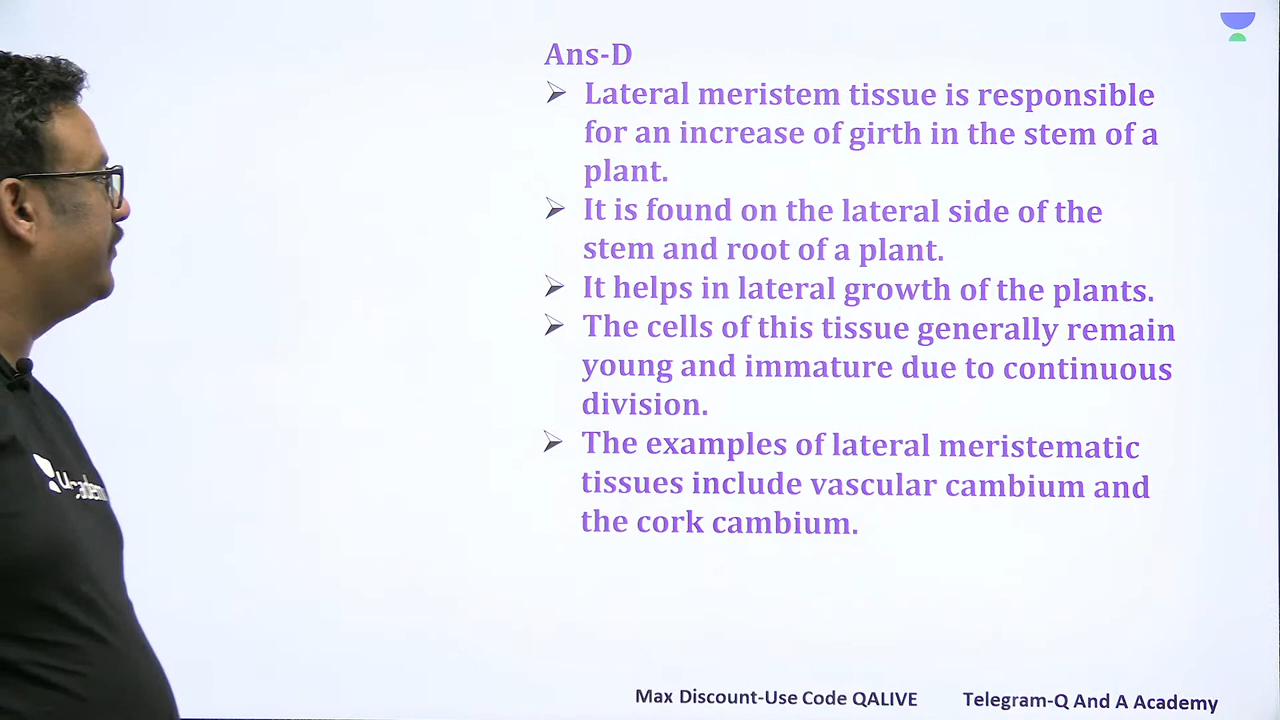 Ans-D
➢ Lateral meristem tissue is responsible
for an increase of girth in the stem of a
plant.
➢ It is found on the lateral side of the
stem and root of a plant.
➢ It helps in lateral growth of the plants.
➢ The cells of this tissue generally remain
young and immature due to continuous
division.
➢ The examples of lateral meristematic
tissues include vascular cambium and
the cork cambium.
Max Discount-Use Code QALIVE Telegram-Q And A Academy